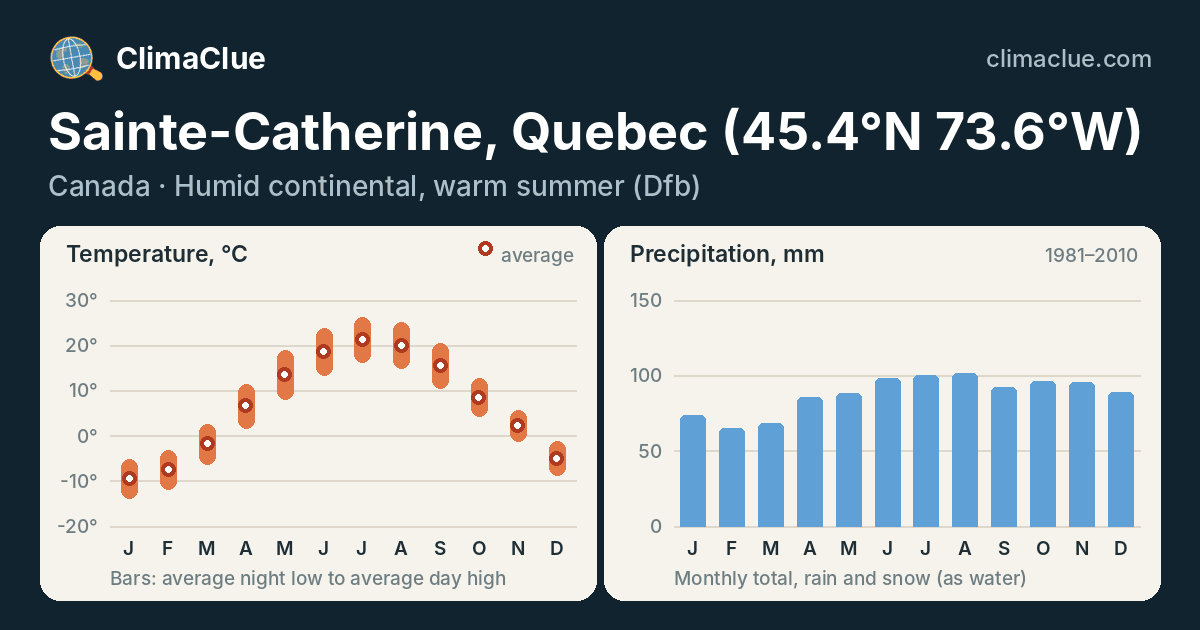 ClimaClue
climaclue.com
Sainte-Catherine, Quebec (45.4°N 73.6°W)
Canada · Humid continental, warm summer (Dfb)
Temperature, °C
average
30°
20°
10°
0°
-10°
-20°
J F M A M J J A S O N D
Bars: average night low to average day high
Precipitation, mm
1981–2010
150
100
50
0
J F M A M J J A S O N D
Monthly total, rain and snow (as water)